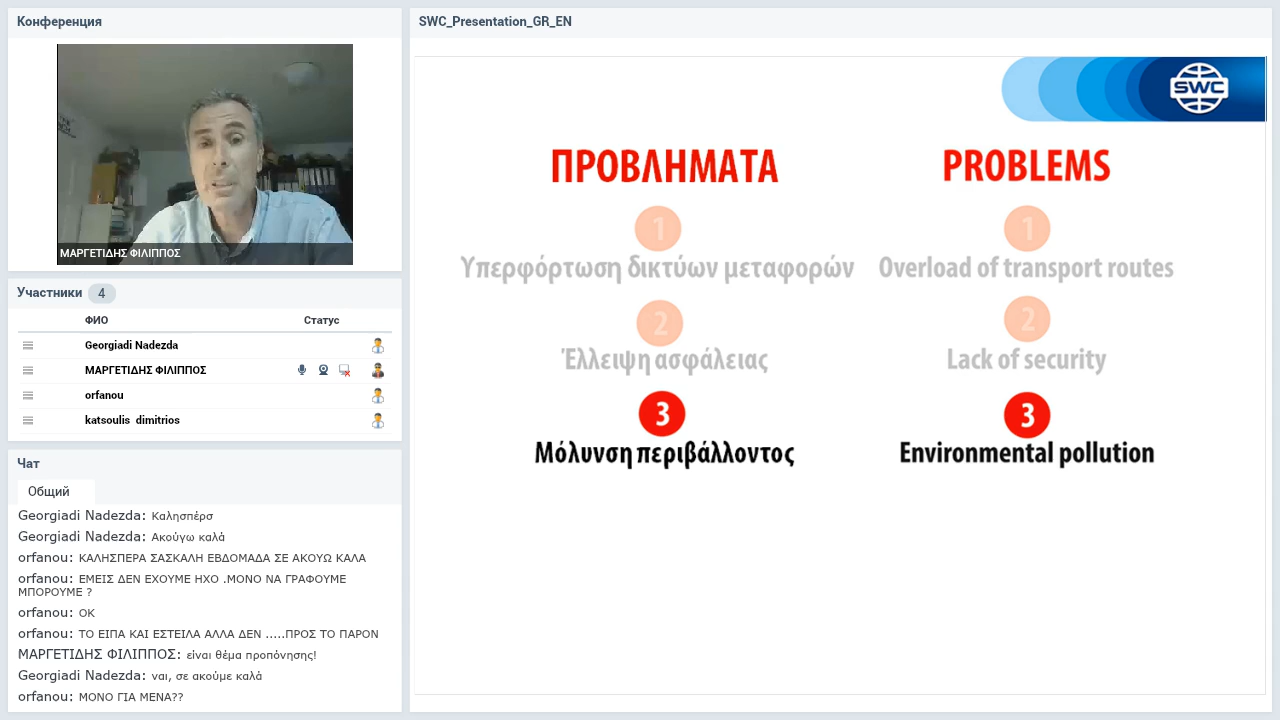 Конференция
ΜΑΡΓΕΤΙΔΗΣ ΦΙΛΙΠΠΟΣ
Участники 4
ФИО Статус
Georgiadi Nadezda
ΜΑΡΓΕΤΙΔΗΣ ΦΙΛΙΠΠΟΣ
orfanou
katsoulis dimitrios
Чат
Общий
Georgiadi Nadezda: Καλησπέρσ
Georgiadi Nadezda: Ακούγω καλά
orfanou: ΚΑΛΗΣΠΕΡΑ ΣΑΣΚΑΛΗ ΕΒΔΟΜΑΔΑ ΣΕ ΑΚΟΥΩ ΚΑΛΑ
orfanou: ΕΜΕΙΣ ΔΕΝ ΕΧΟΥΜΕ ΗΧΟ .ΜΟΝΟ ΝΑ ΓΡΑΦΟΥΜΕ
ΜΠΟΡΟΥΜΕ ?
orfanou: ΟΚ
orfanou: ΤΟ ΕΙΠΑ ΚΑΙ ΕΣΤΕΙΛΑ ΑΛΛΑ ΔΕΝ .....ΠΡΟΣ ΤΟ ΠΑΡΟΝ
ΜΑΡΓΕΤΙΔΗΣ ΦΙΛΙΠΠΟΣ: είναι θέμα προπόνησης!
Georgiadi Nadezda: ναι, σε ακούμε καλά
orfanou: ΜΟΝΟ ΓΙΑ ΜΕΝΑ??
SWC_Presentation_GR_EN
SWC
ΠΡΟΒΛΗΜΑΤΑ
1
Υπερφόρτωση δικτύων μεταφορών
2
Έλλειψη ασφάλειας
3
Μόλυνση περιβάλλοντος
PROBLEMS
1
Overload of transport routes
2
Lack of security
3
Environmental pollution